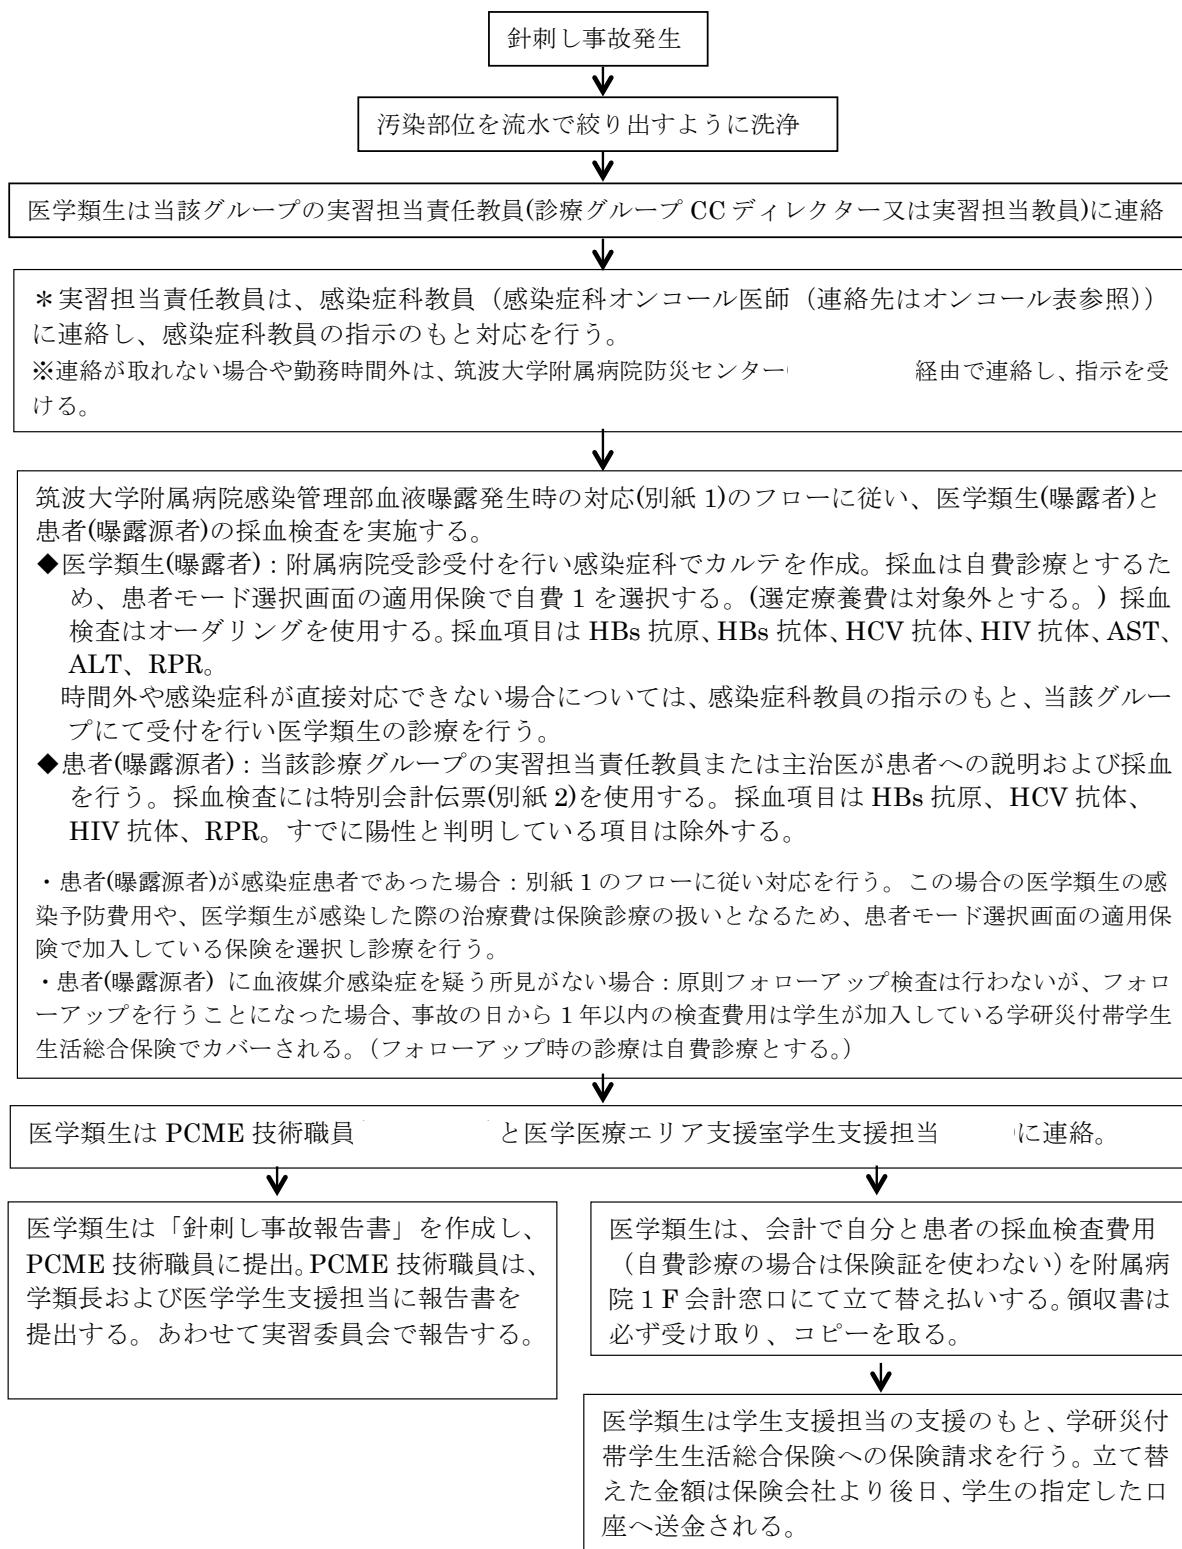 針刺し事故発生
汚染部位を流水で絞り出すように洗浄
医学類生は当該グループの実習担当責任教員(診療グループ CC ディレクター又は実習担当教員)に連絡
＊実習担当責任教員は、感染症科教員（感染症科オンコール医師（連絡先はオンコール表参照））
に連絡し、感染症科教員の指示のもと対応を行う。
※連絡が取れない場合や勤務時間外は、筑波大学附属病院防災センター( 経由で連絡し、指示を受
ける。
筑波大学附属病院感染管理部血液曝露発生時の対応(別紙 1)のフローに従い、医学類生(曝露者)と
患者(曝露源者)の採血検査を実施する。
◆医学類生(曝露者)：附属病院受診受付を行い感染症科でカルテを作成。採血は自費診療とするた
め、患者モード選択画面の適用保険で自費 1 を選択する。(選定療養費は対象外とする。) 採血
検査はオーダリングを使用する。採血項目は HBs 抗原、HBs 抗体、HCV 抗体、HIV 抗体、AST、
ALT、RPR。
時間外や感染症科が直接対応できない場合については、感染症科教員の指示のもと、当該グルー
プにて受付を行い医学類生の診療を行う。
◆患者(曝露源者)：当該診療グループの実習担当責任教員または主治医が患者への説明および採血
を行う。採血検査には特別会計伝票(別紙 2)を使用する。採血項目は HBs 抗原、HCV 抗体、
HIV 抗体、RPR。すでに陽性と判明している項目は除外する。
・患者(曝露源者)が感染症患者であった場合：別紙 1 のフローに従い対応を行う。この場合の医学類生の感
染予防費用や、医学類生が感染した際の治療費は保険診療の扱いとなるため、患者モード選択画面の適用保
険で加入している保険を選択し診療を行う。
・患者(曝露源者) に血液媒介感染症を疑う所見がない場合：原則フォローアップ検査は行わないが、フォロ
ーアップを行うことになった場合、事故の日から 1 年以内の検査費用は学生が加入している学研災付帯学生
生活総合保険でカバーされる。（フォローアップ時の診療は自費診療とする。）
医学類生は PCME 技術職員 と医学医療エリア支援室学生支援担当 )に連絡。
医学類生は「針刺し事故報告書」を作成し、
PCME 技術職員に提出。PCME 技術職員は、
学類長および医学学生支援担当に報告書を
提出する。あわせて実習委員会で報告する。
医学類生は、会計で自分と患者の採血検査費用
（自費診療の場合は保険証を使わない）を附属病
院 1 F 会計窓口にて立て替え払いする。領収書は
必ず受け取り、コピーを取る。
医学類生は学生支援担当の支援のもと、学研災付
帯学生生活総合保険への保険請求を行う。立て替
えた金額は保険会社より後日、学生の指定した口
座へ送金される。